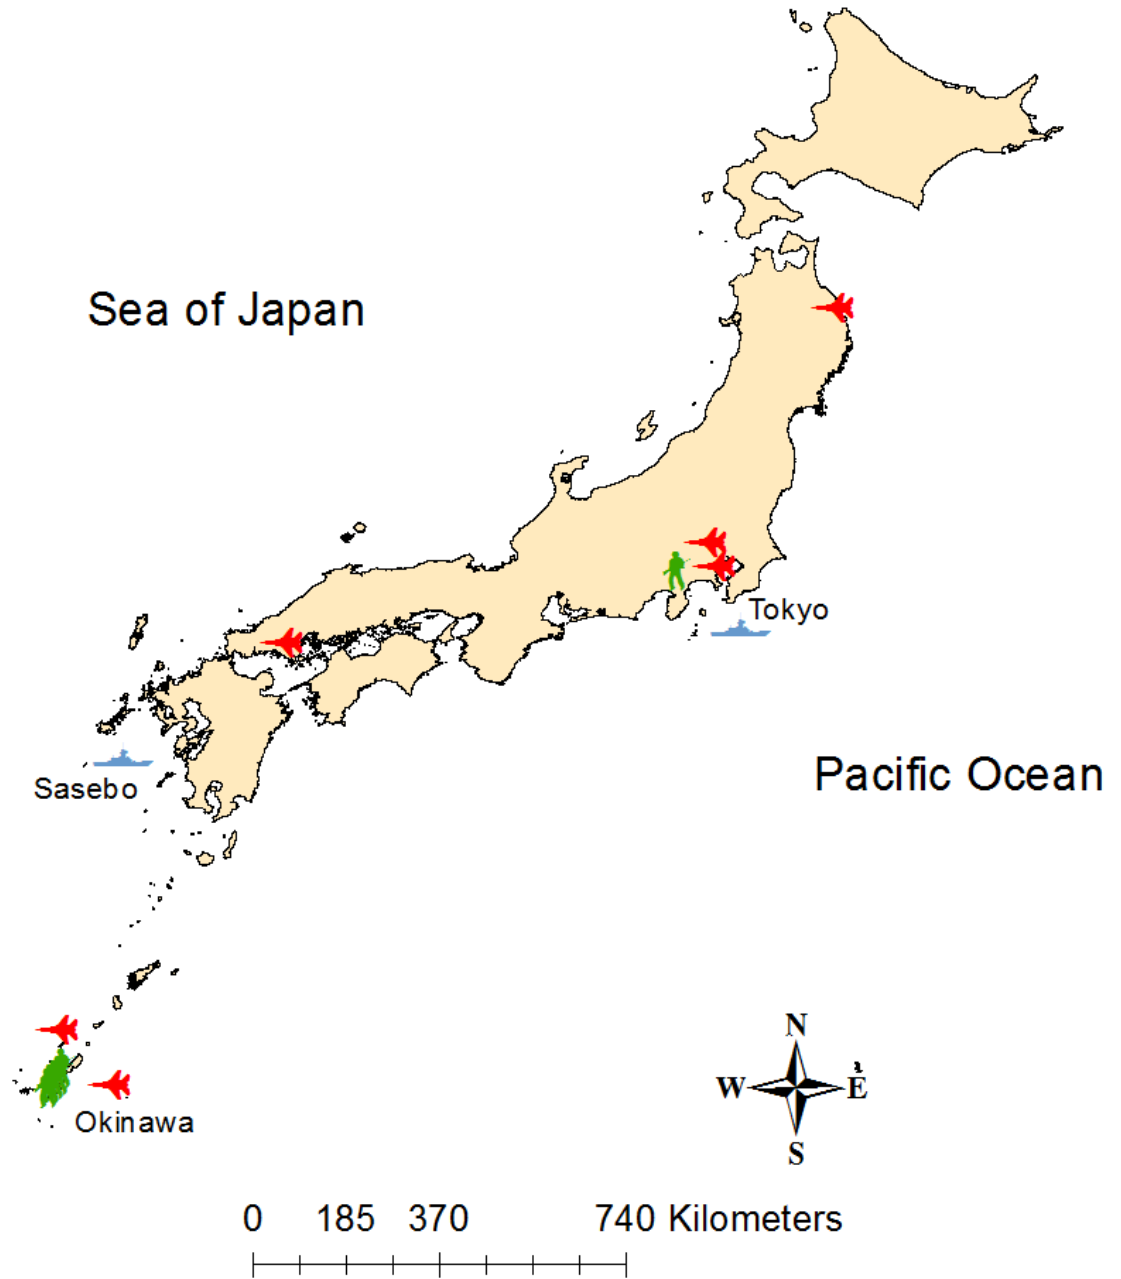 Sea of Japan
Tokyo
Pacific Ocean
Sasebo
Okinawa
N
W E
S
0 185 370 740 Kilometers